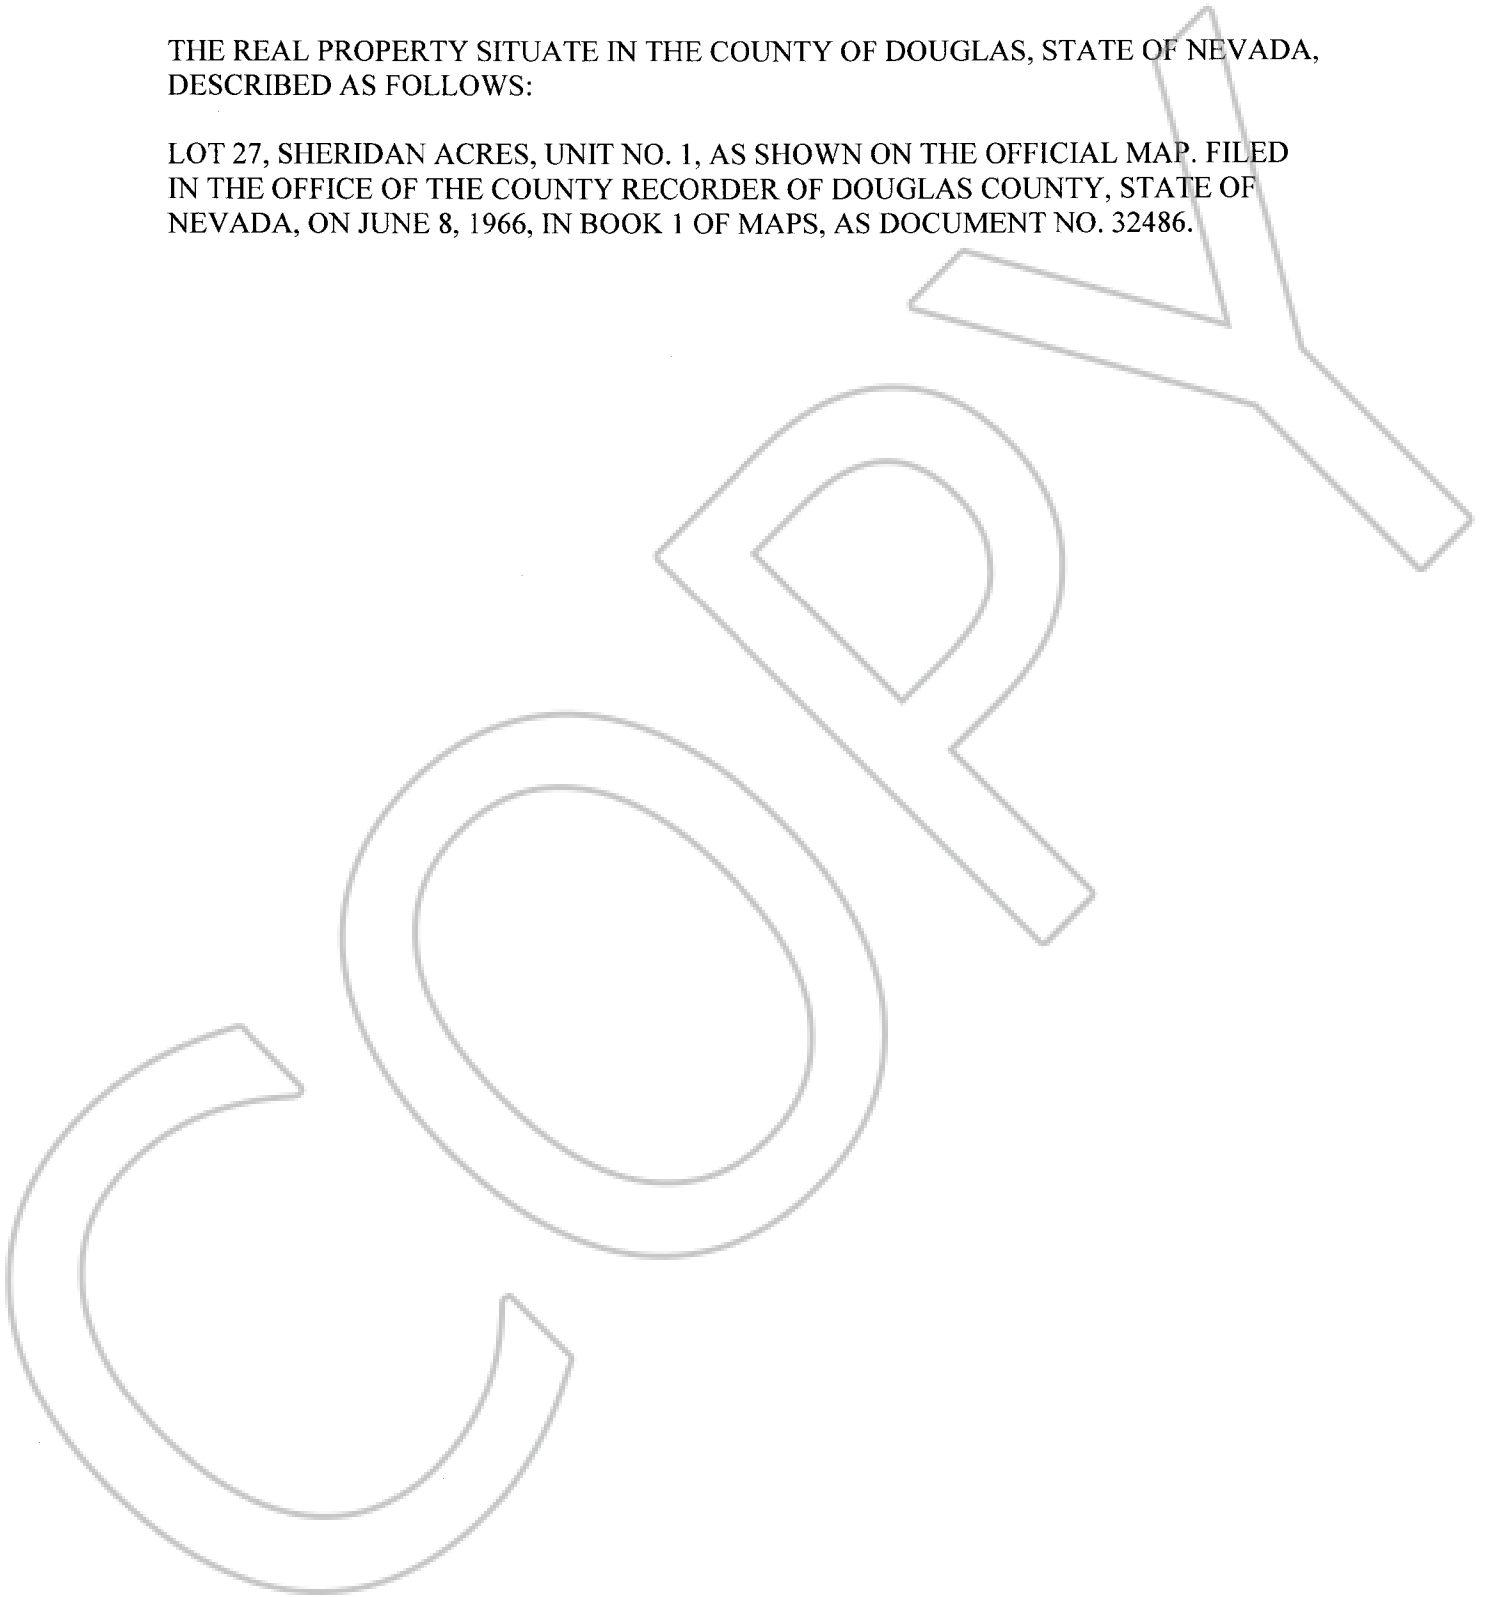 THE REAL PROPERTY SITUATE IN THE COUNTY OF DOUGLAS, STATE OF NEVADA,
DESCRIBED AS FOLLOWS:
LOT 27, SHERIDAN ACRES, UNIT NO. 1, AS SHOWN ON THE OFFICIAL MAP. FILED
IN THE OFFICE OF THE COUNTY RECORDER OF DOUGLAS COUNTY, STATE OF
NEVADA, ON JUNE 8, 1966, IN BOOK 1 OF MAPS, AS DOCUMENT NO. 32486.
COPY